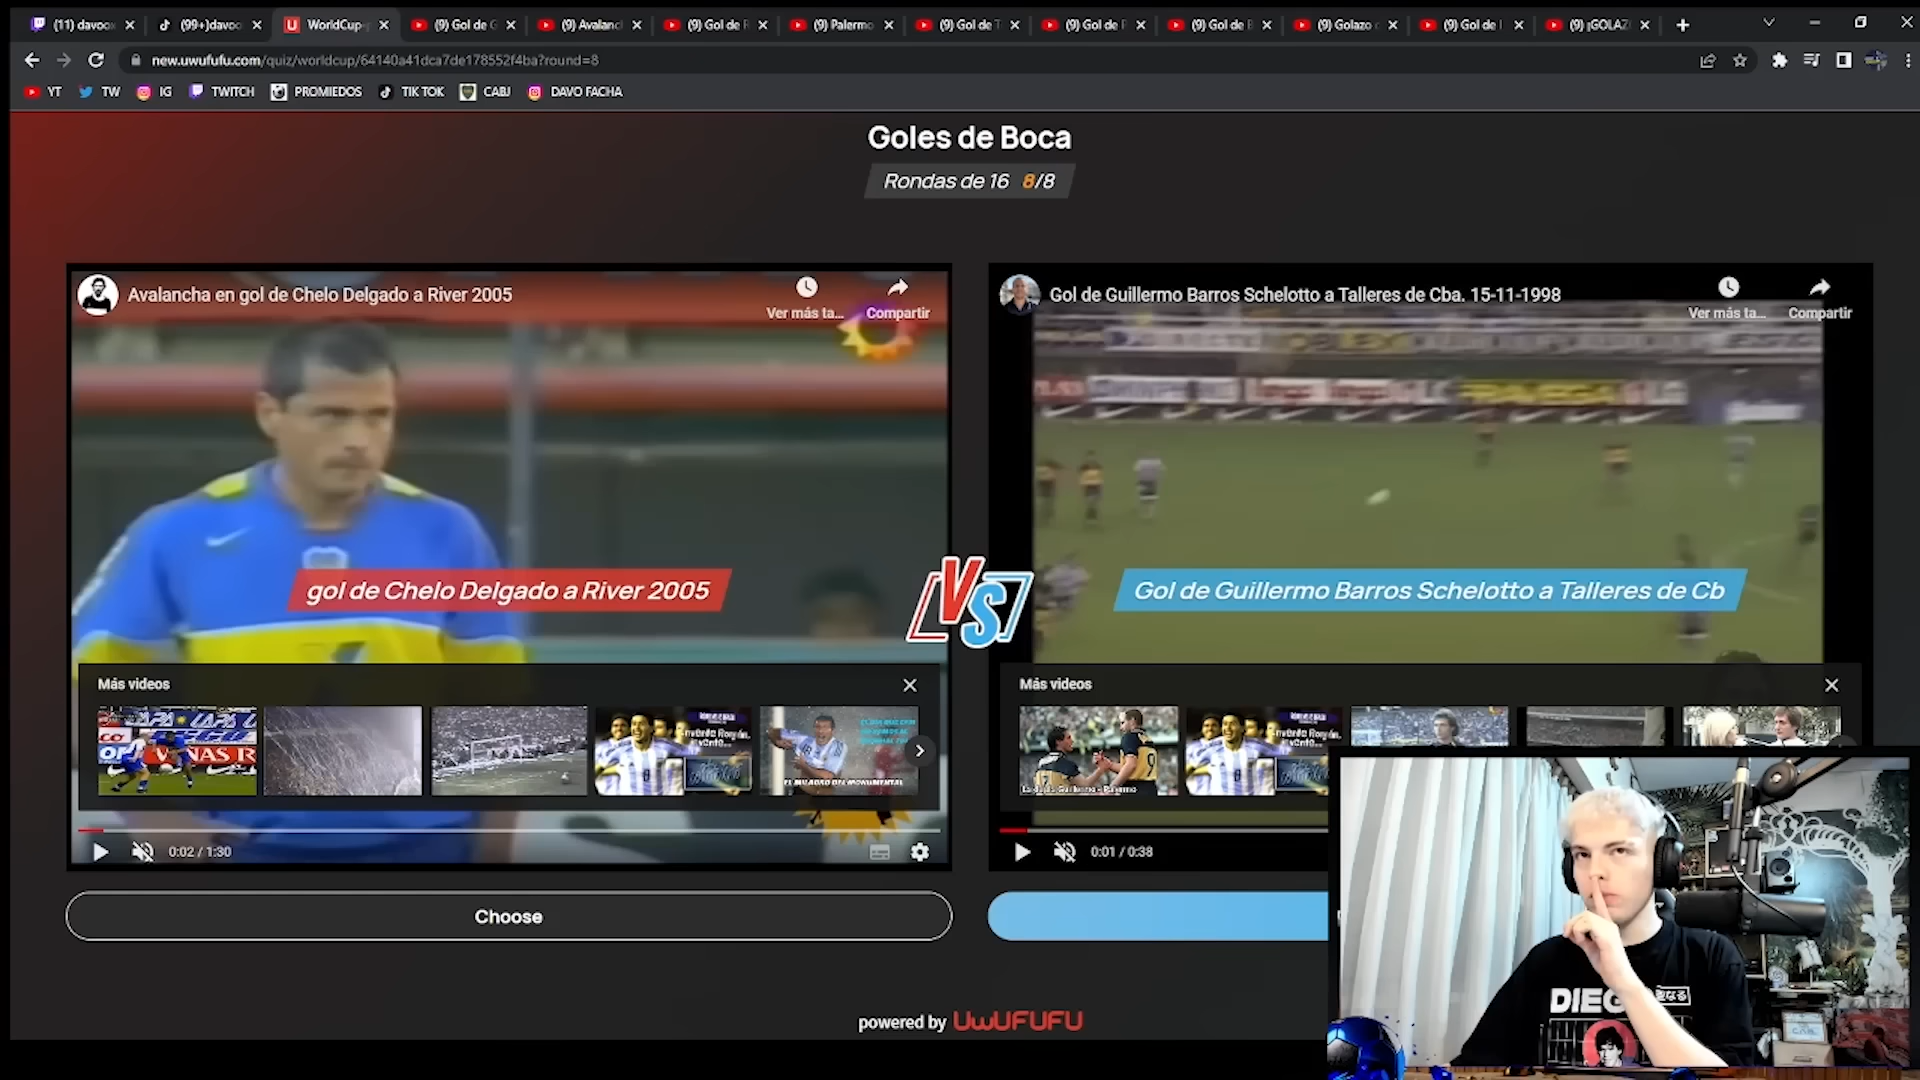 (11) davoox
(99+)davoo
WorldCup-
(9) Gol de G
(9) Avalanc
(9) Gol de R
(9) Palermo
(9) Gol de T
(9) Gol de
(9) Gol de
(9) Golazo
(9) Gol de
(9) ¡GOLAZ
new.uwufufu.com/quiz/worldcup/64140a41dca7de178552f4ba?round=8
YT
TW
IG
TWITCH
PROMIEDOS
TIK TOK
CABJ
DAVO FACHA
Goles de Boca
Rondas de 16 8/8
Avalancha en gol de Chelo Delgado a River 2005
Ver más ta...
Compartir
Gol de Guillermo Barros Schelotto a Talleres de Cba. 15-11-1998
Ver más ta...
Compartir
gol de Chelo Delgado a River 2005
VS
Gol de Guillermo Barros Schelotto a Talleres de Cb
Más videos
Más videos
EL MILAGRO DEL MONUMENTAL
0:02 / 1:30
0:01 / 0:38
Choose
powered by UwUFUFU
DIEG